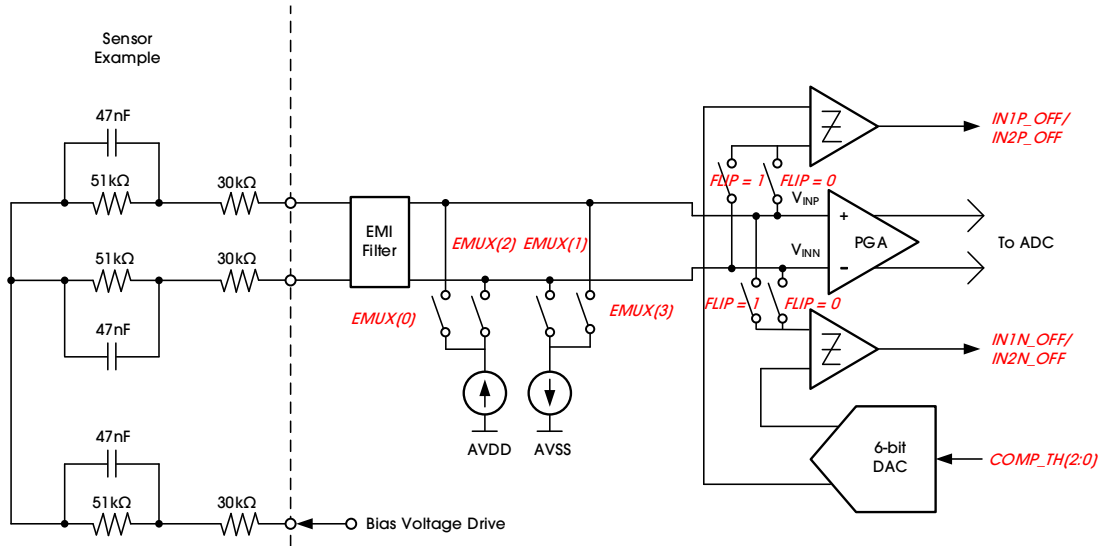 Sensor
Example
47nF
51kΩ
30kΩ
51kΩ
30kΩ
47nF
47nF
51kΩ
30kΩ
Bias Voltage Drive
EMI
Filter
EMUX(2) EMUX(1)
EMUX(0)
EMUX(3)
AVDD
AVSS
FLIP = 1
FLIP = 0
VINP
VINN
+
-
PGA
FLIP = 1
FLIP = 0
IN1P_OFF/
IN2P_OFF
To ADC
IN1N_OFF/
IN2N_OFF
6-bit
DAC
COMP_TH(2:0)